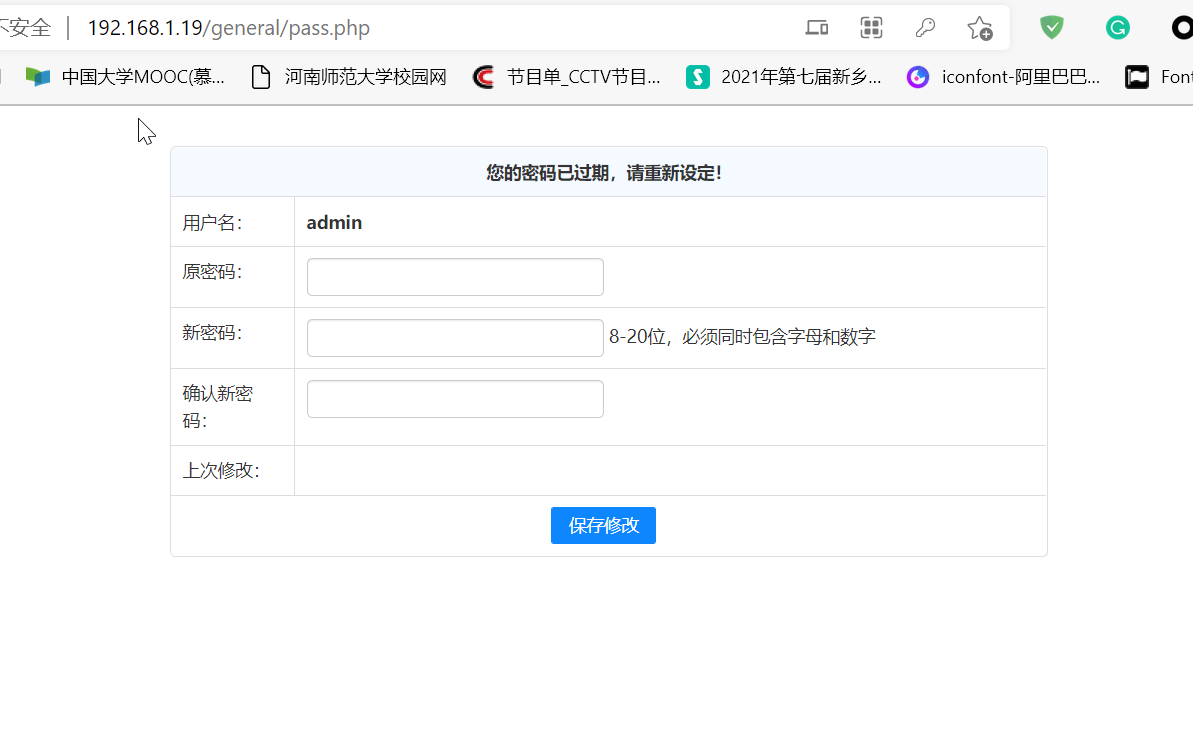 不安全 | 192.168.1.19/general/pass.php
中国大学MOOC(慕... 河南师范大学校园网 节目单_CCTV节目... 2021年第七届新乡... iconfont-阿里巴巴... Font
您的密码已过期，请重新设定！
用户名： admin
原密码：
新密码： 8-20位，必须同时包含字母和数字
确认新密
码：
上次修改：
保存修改